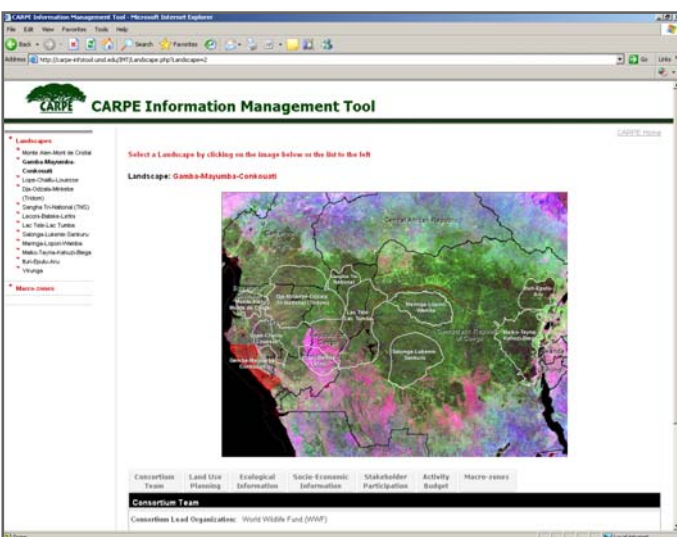 CARPE Information Management Tool - Microsoft Internet Explorer
File Edit View Favorites Tools Help
Back Search Favorites
Address http://carpe-infotool.umd.edu/IMT/Landscape.php?Landscape=2 Go Links
CARPE CARPE Information Management Tool
CARPE Home
Landscapes
Monte Alen-Mont de Cristal
Gamba-Mayumba-
Conkouati
Lope-Chaillu-Louesse
Dja-Odzala-Minkebe
(Tridom)
Sangha Tri-National (TNS)
Leconi-Bateke-Lefini
Lac Tele-Lac Tumba
Salonga-Lukenie-Sankuru
Maringa-Lopori-Wamba
Maiko-Tayna-Kahuzi-Biega
Ituri-Epulu-Aru
Virunga
Macro-zones
Select a Landscape by clicking on the image below or the list to the left
Landscape: Gamba-Mayumba-Conkouati
Central African Republic
Sangha Tri-
National
Lac Tele-
Lac Tumba
Maringa-Lopori-
Wamba
Ituri-Epulu-
Aru
Salonga-Lukenie-
Sankuru
Maiko-Tayna-
Kahuzi-Biega
Gamba-Mayumba-
Conkouati
Consortium
Team
Land Use
Planning
Ecological
Information
Socio-Economic
Information
Stakeholder
Participation
Activity
Budget
Macro-zones
Consortium Team
Consortium Lead Organization: World Wildlife Fund (WWF)
Local intranet